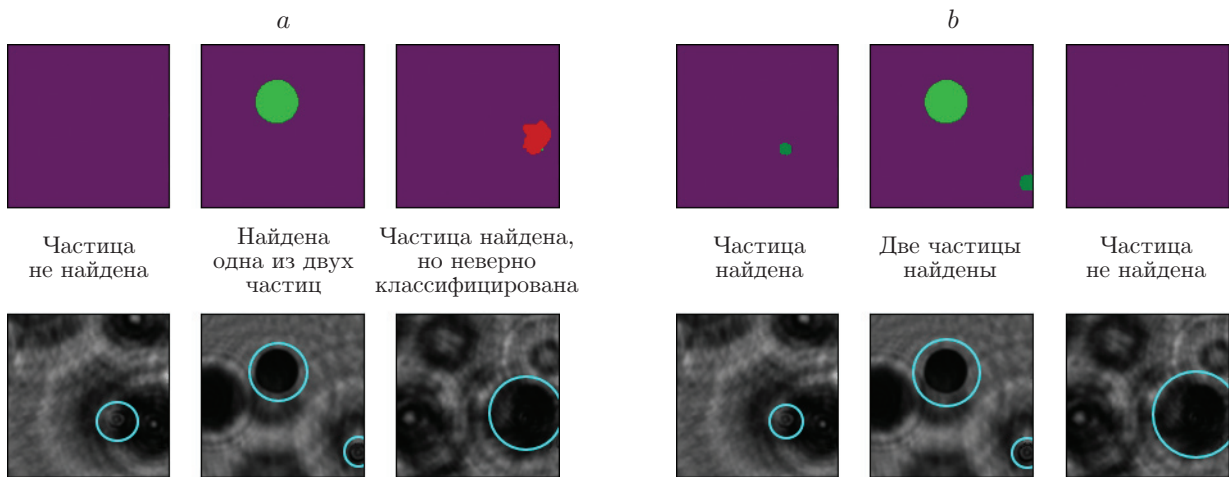 a
b
Частица
не найдена
Найдена
одна из двух
частиц
Частица найдена,
но неверно
классифицирована
Частица
найдена
Две частицы
найдены
Частица
не найдена